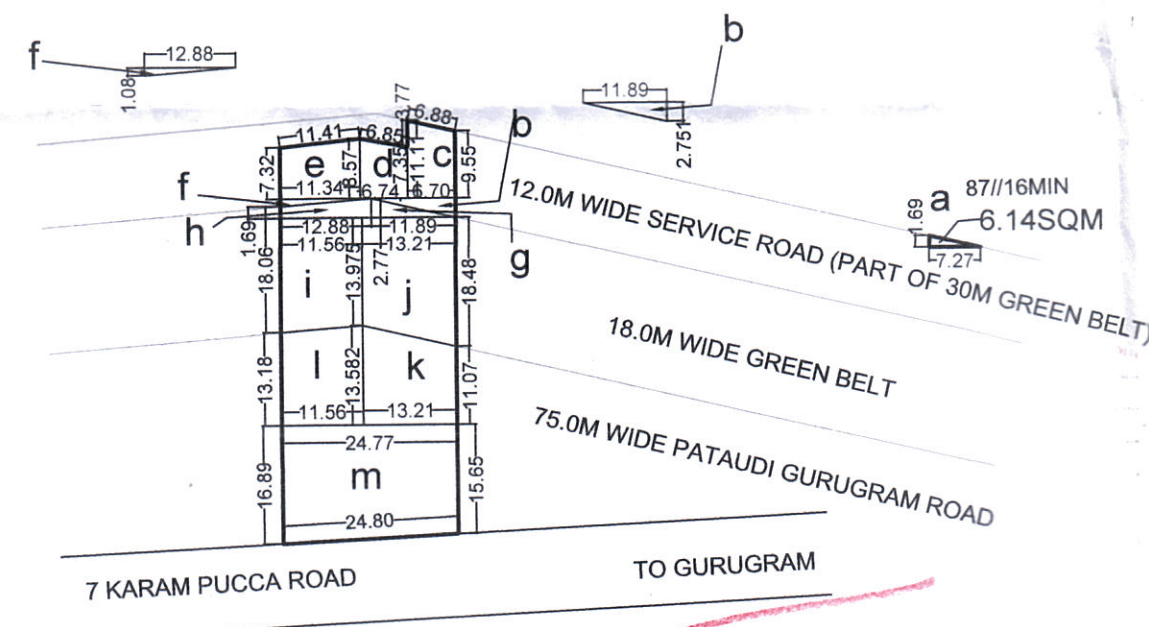 f
12.88
1.08
b
11.89
2.751
3.77
6.88
11.41
6.85
b
e
d
c
7.32
8.57
7.35
11.11
9.55
11.34
6.74
6.70
f
h
12.88
11.89
g
1.69
11.56
13.21
a
87//16MIN
6.14SQM
1.69
7.27
12.0M WIDE SERVICE ROAD (PART OF 30M GREEN BELT)
18.06
i
13.975
2.77
j
18.48
18.0M WIDE GREEN BELT
13.18
l
13.582
k
11.07
11.56
13.21
75.0M WIDE PATAUDI GURUGRAM ROAD
24.77
m
16.89
15.65
24.80
7 KARAM PUCCA ROAD
TO GURUGRAM